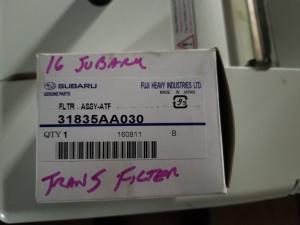 16 SUBARU
SUBARU
GENUINE PARTS
FUJI HEAVY INDUSTRIES LTD.
MADE IN JAPAN
FLTR ASSY-ATF
31835AA030
QTY 1 160811 B
TRANS FILTER